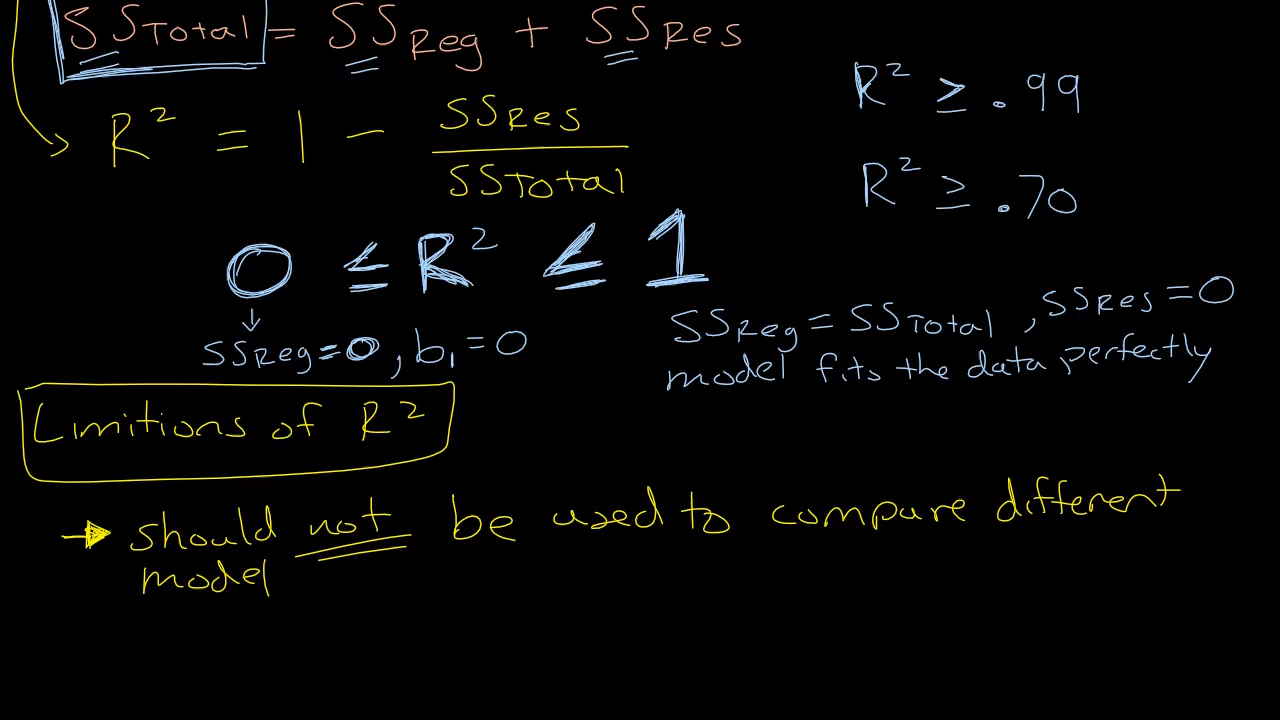 SSTotal = SSReg + SSRes
R² ≥ .99
R² = 1 - SSRes / SSTotal
R² ≥ .70
0 ≤ R² ≤ 1
SSReg = SSTotal , SSRes = 0
model fits the data perfectly
↓
SSReg = 0 , b₁ = 0
Limitions of R²
→ should not be used to compare different
model